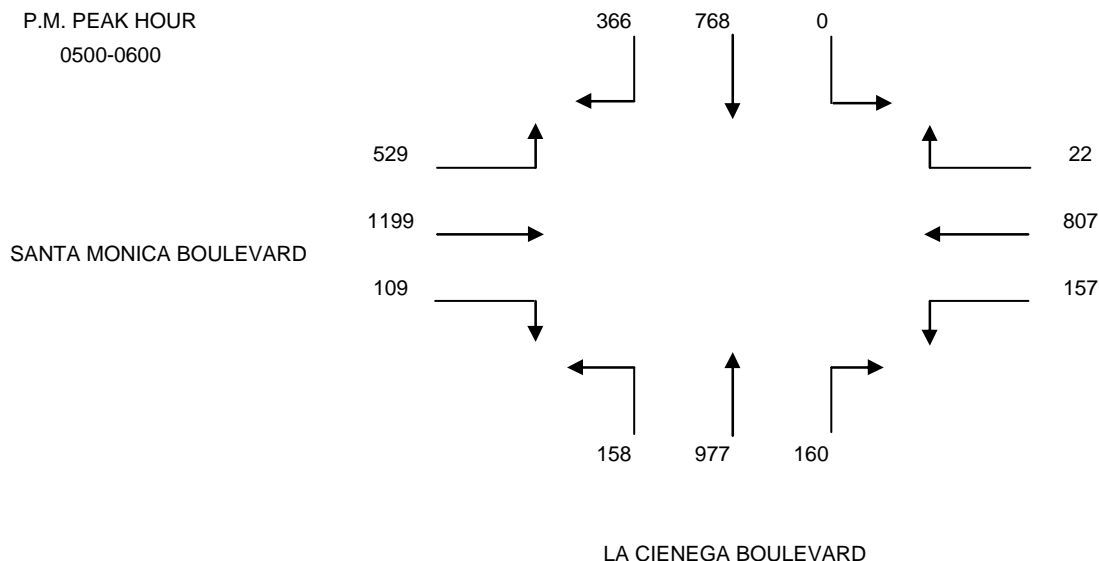 P.M. PEAK HOUR 366 768 0
0500-0600
529 22
1199 807
SANTA MONICA BOULEVARD
109 157
158 977 160
LA CIENEGA BOULEVARD